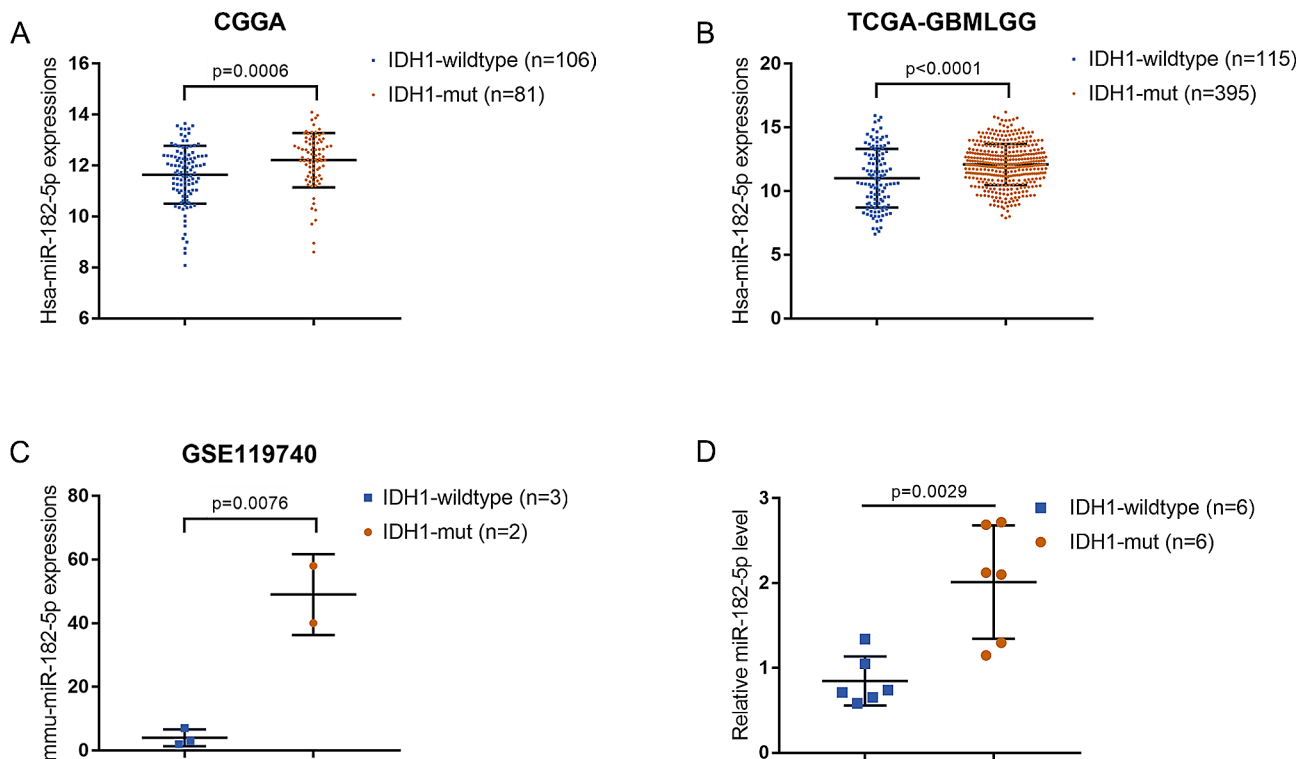 A
CGGA
Hsa-miR-182-5p expressions
16
14
12
10
8
6
p=0.0006
IDH1-wildtype (n=106)
IDH1-mut (n=81)
B
TCGA-GBMLGG
Hsa-miR-182-5p expressions
20
15
10
5
0
p<0.0001
IDH1-wildtype (n=115)
IDH1-mut (n=395)
C
GSE119740
mmu-miR-182-5p expressions
80
60
40
20
0
p=0.0076
IDH1-wildtype (n=3)
IDH1-mut (n=2)
D
Relative miR-182-5p level
3
2
1
0
p=0.0029
IDH1-wildtype (n=6)
IDH1-mut (n=6)